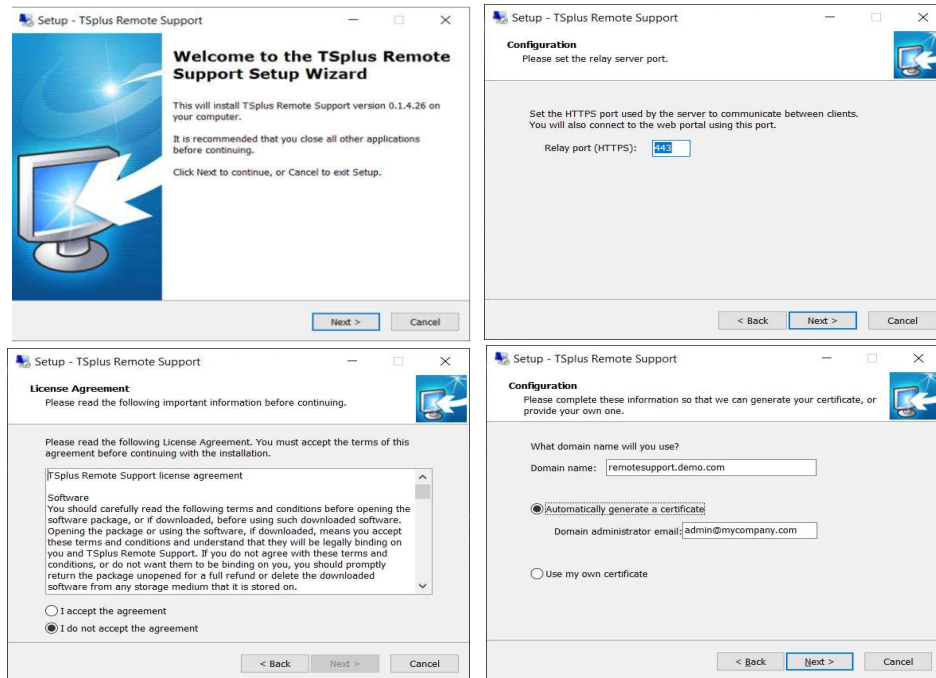 Setup - TSplus Remote Support
Welcome to the TSplus Remote
Support Setup Wizard
This will install TSplus Remote Support version 0.1.4.26 on
your computer.
It is recommended that you close all other applications
before continuing.
Click Next to continue, or Cancel to exit Setup.
Next >
Cancel
Setup - TSplus Remote Support
Configuration
Please set the relay server port.
Set the HTTPS port used by the server to communicate between clients.
You will also connect to the web portal using this port.
Relay port (HTTPS): 443
< Back
Next >
Cancel
Setup - TSplus Remote Support
License Agreement
Please read the following important information before continuing.
Please read the following License Agreement. You must accept the terms of this
agreement before continuing with the installation.
TSplus Remote Support license agreement
Software
You should carefully read the following terms and conditions before opening the
software package, or if downloaded, before using such downloaded software.
Opening the package or using the software, if downloaded, means you accept
these terms and conditions and understand that they will be legally binding on
you and TSplus Remote Support. If you do not agree with these terms and
conditions, or do not want them to be binding on you, you should promptly
return the package unopened for a full refund or delete the downloaded
software from any storage medium that it is stored on.
I accept the agreement
I do not accept the agreement
< Back
Next >
Cancel
Setup - TSplus Remote Support
Configuration
Please complete these information so that we can generate your certificate, or
provide your own one.
What domain name will you use?
Domain name: remotesupport.demo.com
Automatically generate a certificate
Domain administrator email: admin@mycompany.com
Use my own certificate
< Back
Next >
Cancel